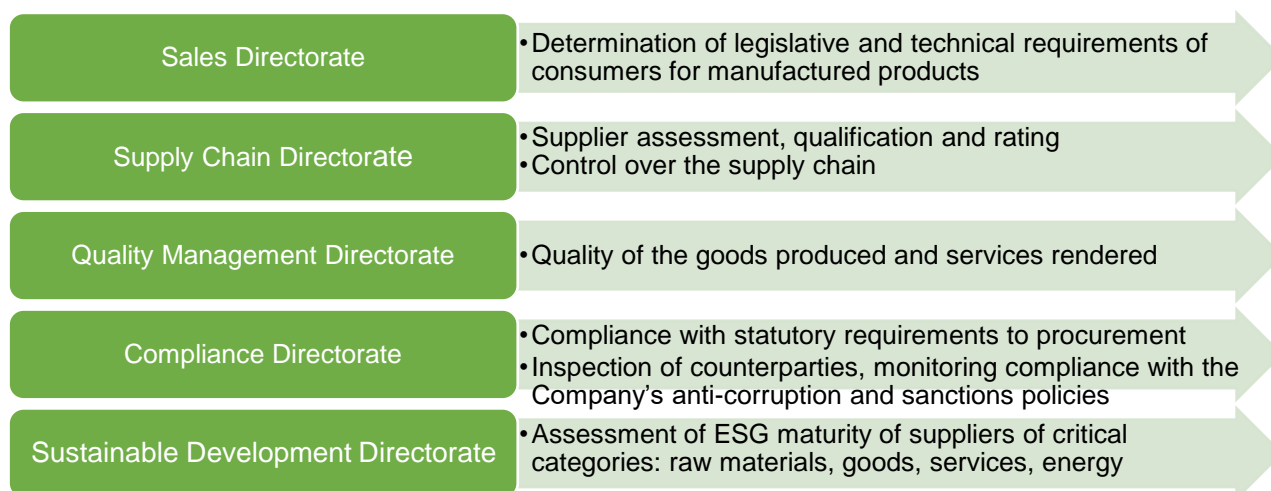 Sales Directorate
•Determination of legislative and technical requirements of
consumers for manufactured products
Supply Chain Directorate
•Supplier assessment, qualification and rating
•Control over the supply chain
Quality Management Directorate
•Quality of the goods produced and services rendered
Compliance Directorate
•Compliance with statutory requirements to procurement
•Inspection of counterparties, monitoring compliance with the
Company's anti-corruption and sanctions policies
Sustainable Development Directorate
•Assessment of ESG maturity of suppliers of critical
categories: raw materials, goods, services, energy